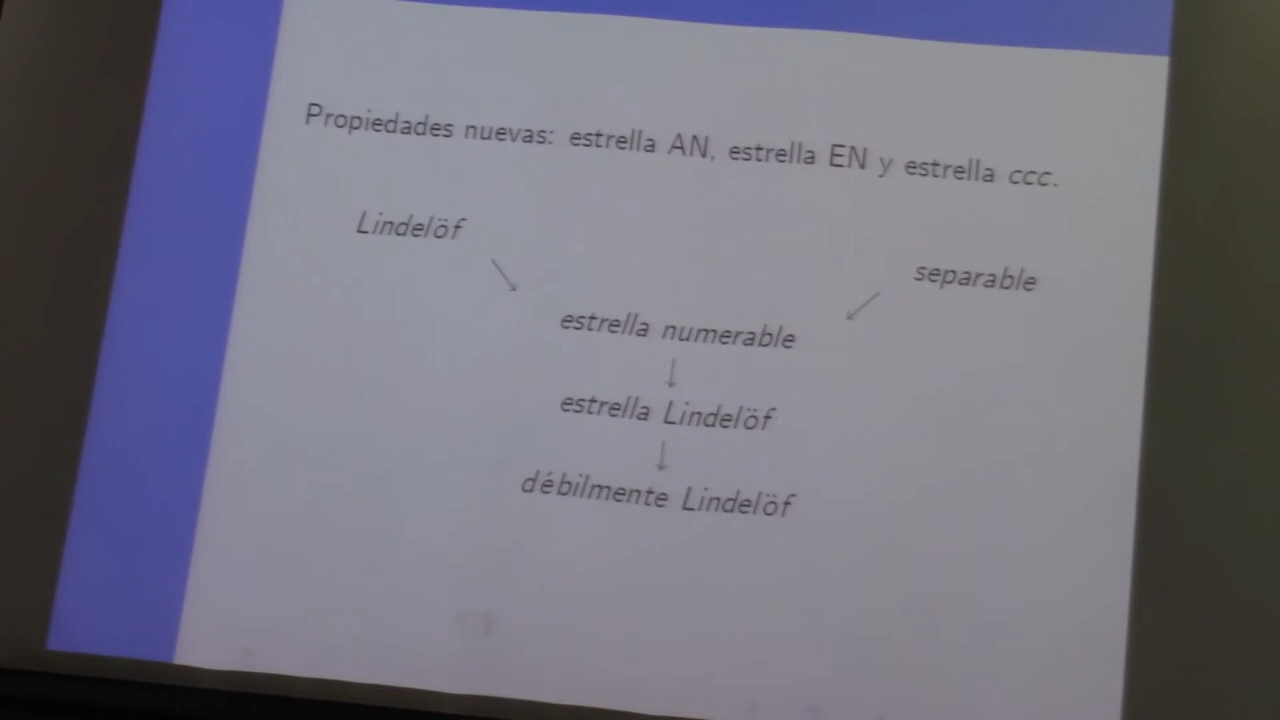 Propiedades nuevas: estrella AN, estrella EN y estrella ccc.
Lindelöf
separable
estrella numerable
estrella Lindelöf
débilmente Lindelöf